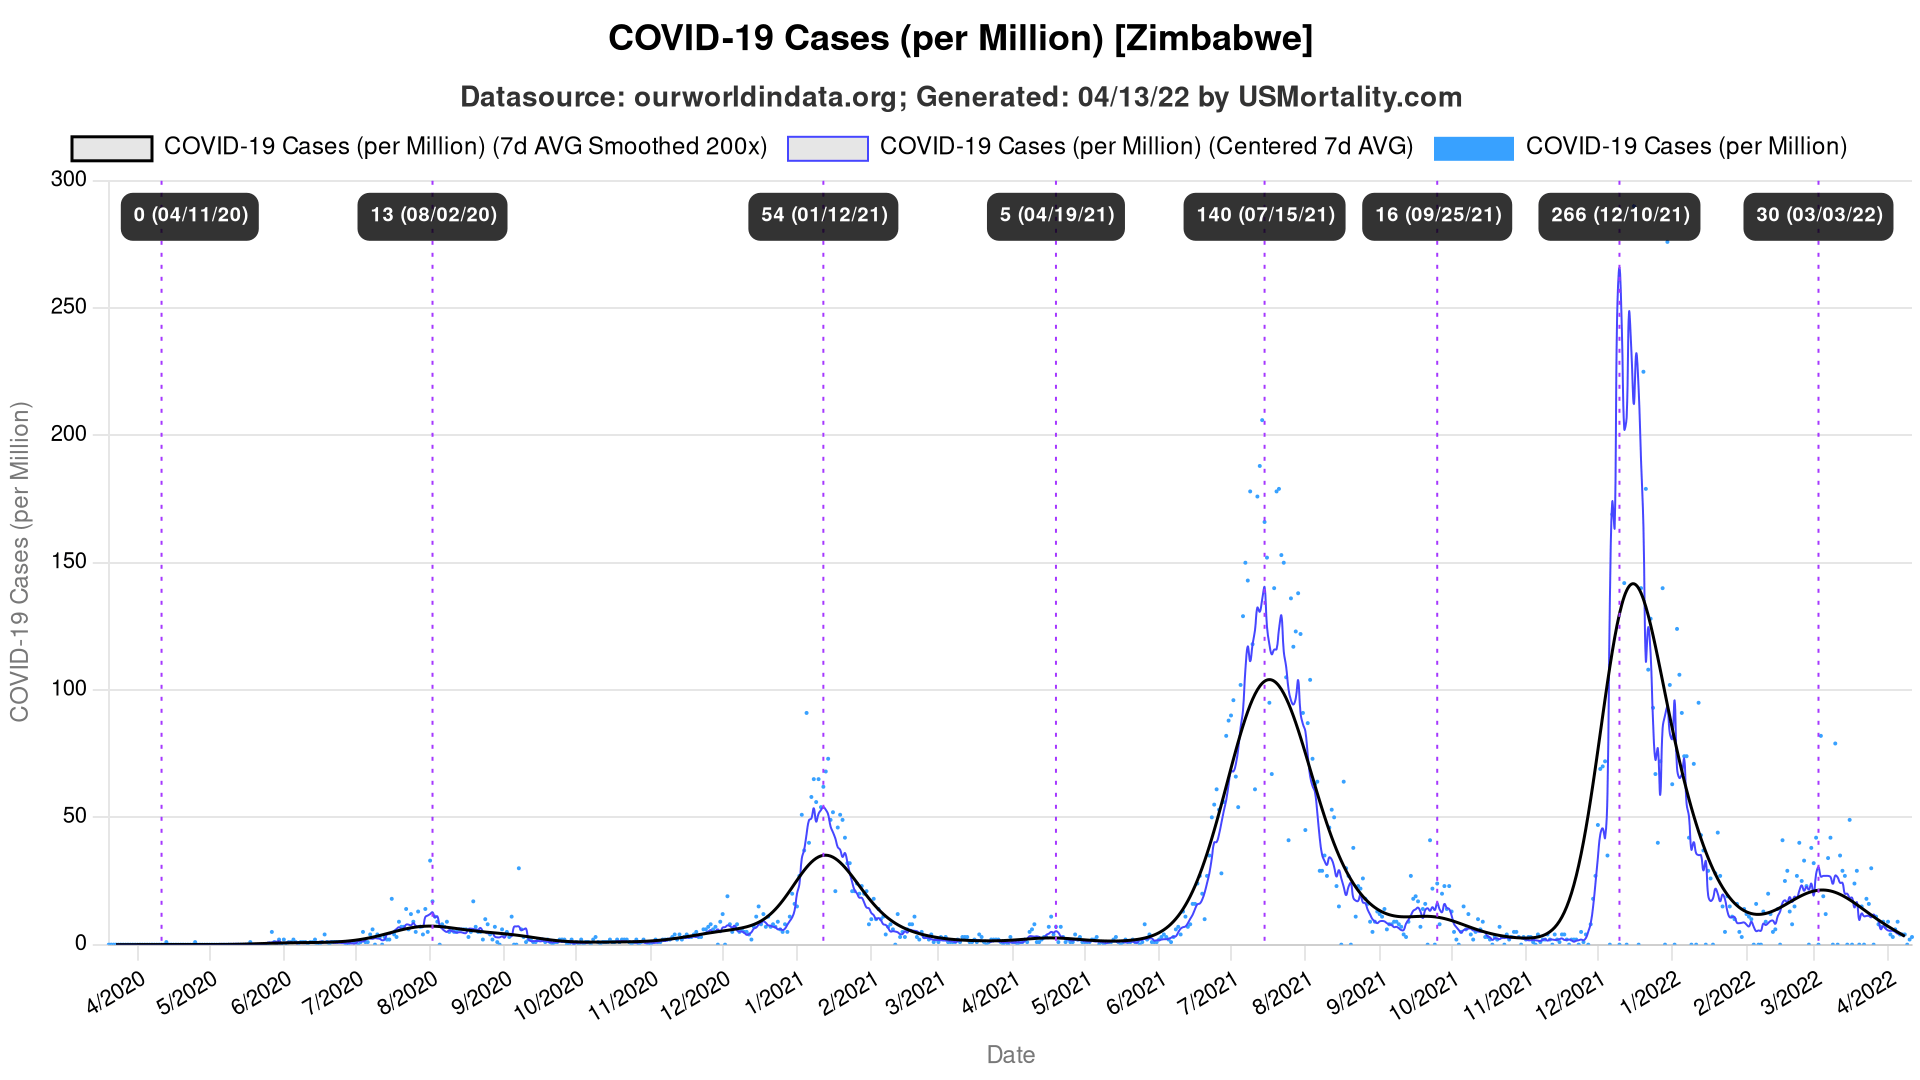 COVID-19 Cases (per Million) [Zimbabwe]
Datasource: ourworldindata.org; Generated: 04/13/22 by USMortality.com
COVID-19 Cases (per Million) (7d AVG Smoothed 200x) COVID-19 Cases (per Million) (Centered 7d AVG) COVID-19 Cases (per Million)
300
0 (04/11/20) 13 (08/02/20) 54 (01/12/21) 5 (04/19/21) 140 (07/15/21) 16 (09/25/21) 266 (12/10/21) 30 (03/03/22)
250
200
150
100
50
0
COVID-19 Cases (per Million)
4/2020 5/2020 6/2020 7/2020 8/2020 9/2020 10/2020 11/2020 12/2020 1/2021 2/2021 3/2021 4/2021 5/2021 6/2021 7/2021 8/2021 9/2021 10/2021 11/2021 12/2021 1/2022 2/2022 3/2022 4/2022
Date